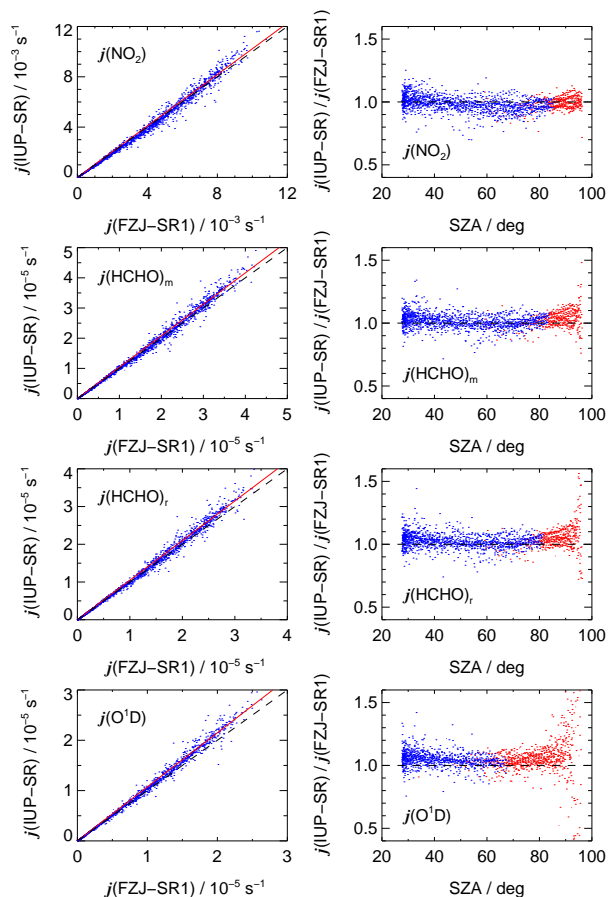 j(NO₂)
j(IUP−SR) / 10⁻³ s⁻¹
12
8
4
0
0 4 8 12
j(FZJ−SR1) / 10⁻³ s⁻¹
j(NO₂)
j(IUP−SR) / j(FZJ−SR1)
1.5
1.0
0.5
20 40 60 80 100
SZA / deg
j(HCHO)ₘ
j(IUP−SR) / 10⁻⁵ s⁻¹
5
4
3
2
1
0
0 1 2 3 4 5
j(FZJ−SR1) / 10⁻⁵ s⁻¹
j(HCHO)ₘ
j(IUP−SR) / j(FZJ−SR1)
1.5
1.0
0.5
20 40 60 80 100
SZA / deg
j(HCHO)ᵣ
j(IUP−SR) / 10⁻⁵ s⁻¹
4
3
2
1
0
0 1 2 3 4
j(FZJ−SR1) / 10⁻⁵ s⁻¹
j(HCHO)ᵣ
j(IUP−SR) / j(FZJ−SR1)
1.5
1.0
0.5
20 40 60 80 100
SZA / deg
j(O¹D)
j(IUP−SR) / 10⁻⁵ s⁻¹
3
2
1
0
0 1 2 3
j(FZJ−SR1) / 10⁻⁵ s⁻¹
j(O¹D)
j(IUP−SR) / j(FZJ−SR1)
1.5
1.0
0.5
20 40 60 80 100
SZA / deg